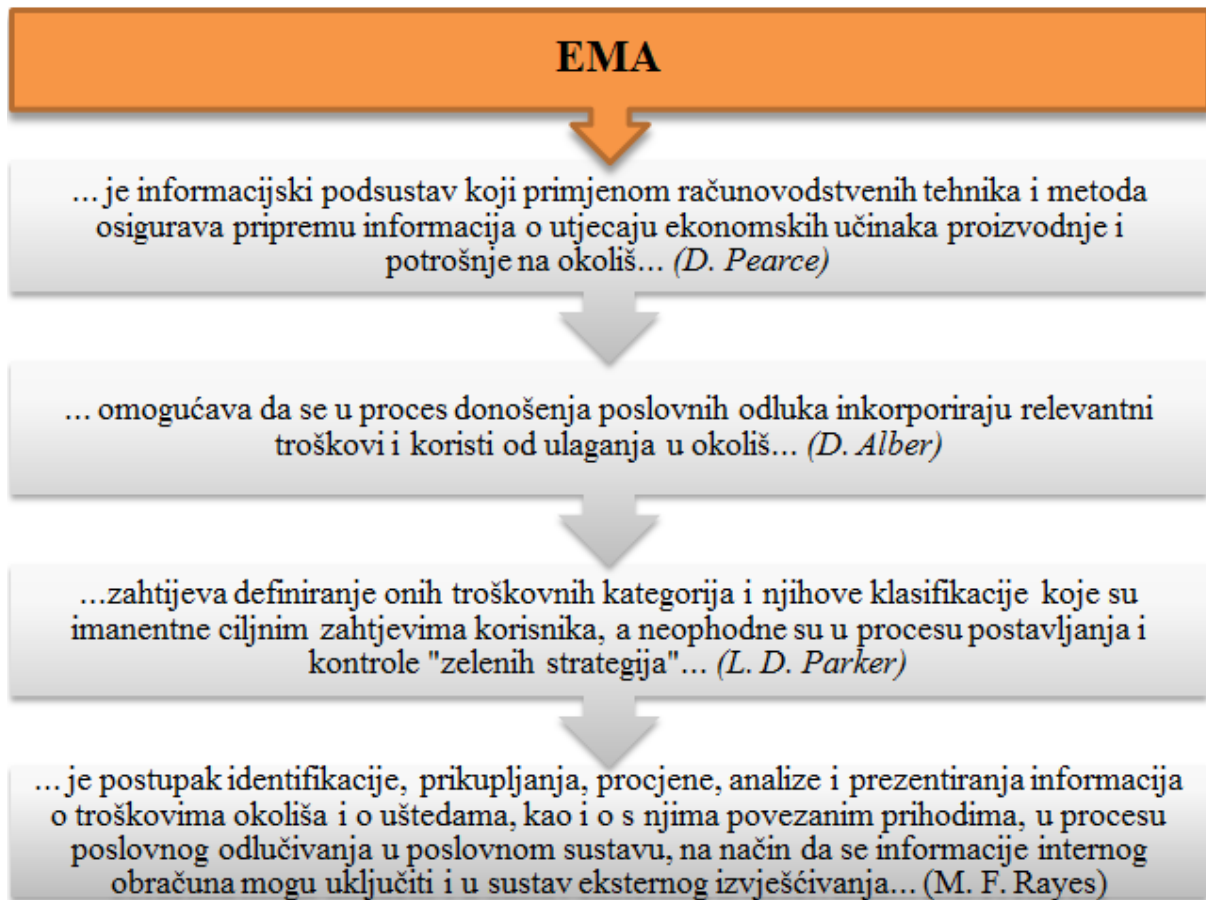 EMA
... je informacijski podsustav koji primjenom računovodstvenih tehnika i metoda
osigurava pripremu informacija o utjecaju ekonomskih učinaka proizvodnje i
potrošnje na okoliš... (D. Pearce)
... omogućava da se u proces donošenja poslovnih odluka inkorporiraju relevantni
troškovi i koristi od ulaganja u okoliš... (D. Alber)
...zahtijeva definiranje onih troškovnih kategorija i njihove klasifikacije koje su
imanentne ciljnim zahtjevima korisnika, a neophodne su u procesu postavljanja i
kontrole "zelenih strategija"... (L. D. Parker)
... je postupak identifikacije, prikupljanja, procjene, analize i prezentiranja informacija
o troškovima okoliša i o uštedama, kao i o s njima povezanim prihodima, u procesu
poslovnog odlučivanja u poslovnom sustavu, na način da se informacije internog
obračuna mogu uključiti i u sustav eksternog izvješćivanja... (M. F. Rayes)